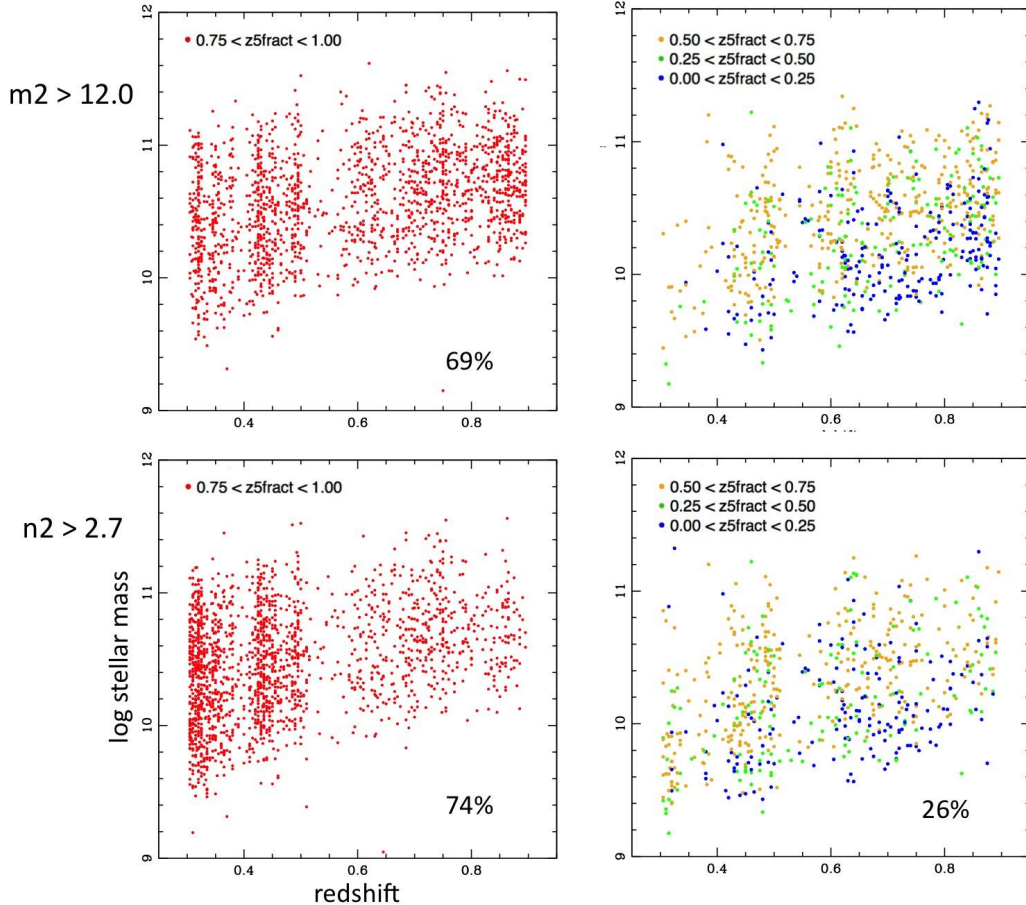 m2 > 12.0
12
11
10
9
0.75 < z5fract < 1.00
69%
0.4
0.6
0.8
12
11
10
9
0.50 < z5fract < 0.75
0.25 < z5fract < 0.50
0.00 < z5fract < 0.25
0.4
0.6
0.8
n2 > 2.7
log stellar mass
12
11
10
9
0.75 < z5fract < 1.00
74%
0.4
0.6
0.8
redshift
12
11
10
9
0.50 < z5fract < 0.75
0.25 < z5fract < 0.50
0.00 < z5fract < 0.25
26%
0.4
0.6
0.8